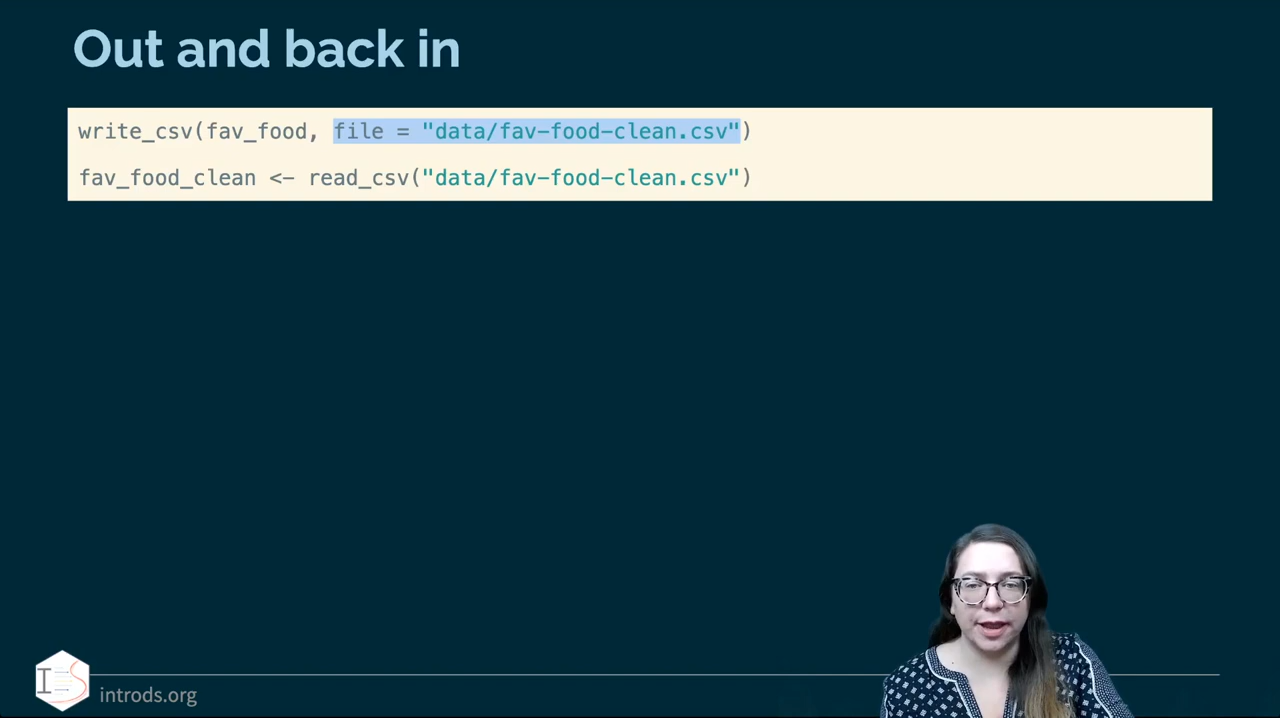 Out and back in
write_csv(fav_food, file = "data/fav-food-clean.csv")
fav_food_clean <- read_csv("data/fav-food-clean.csv")
introds.org